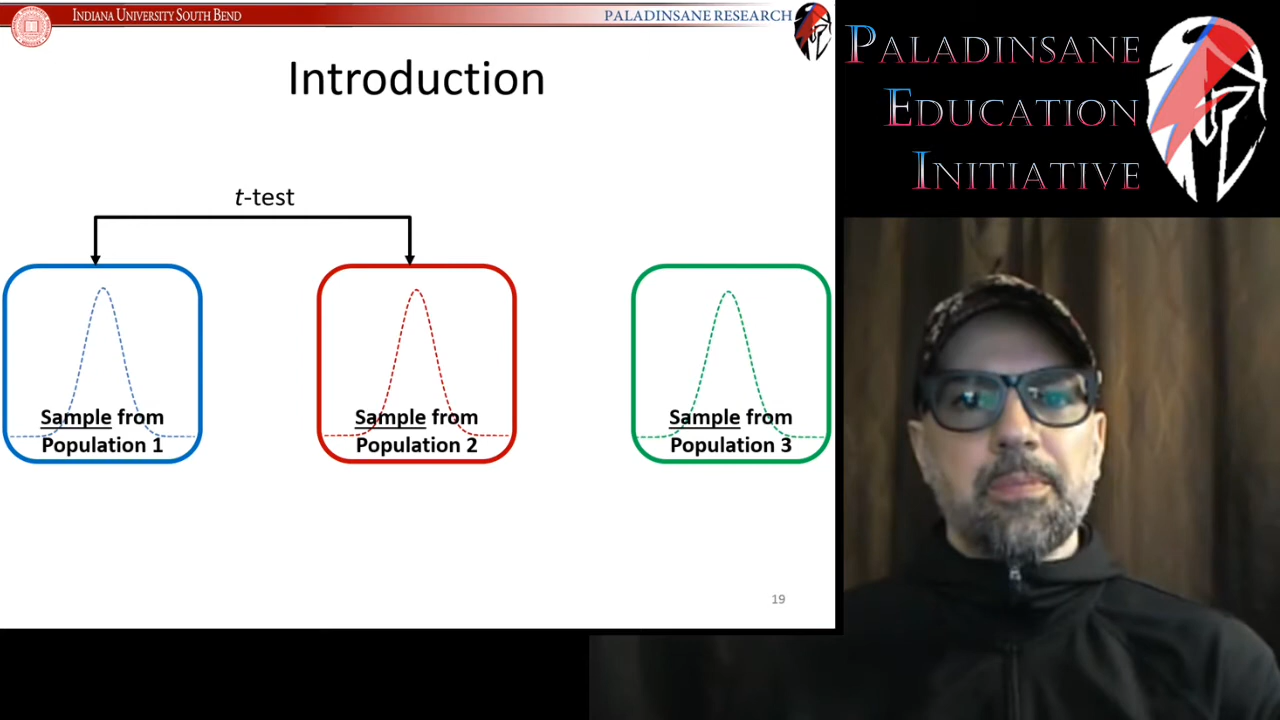 INDIANA UNIVERSITY SOUTH BEND
PALADINSANE RESEARCH
Introduction
t-test
Sample from
Population 1
Sample from
Population 2
Sample from
Population 3
19
PALADINSANE
EDUCATION
INITIATIVE